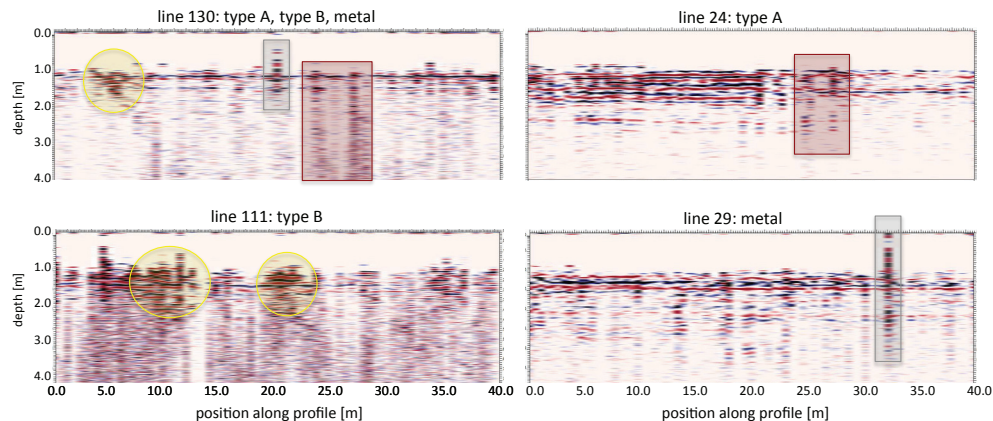 line 130: type A, type B, metal
line 24: type A
0.0
1.0
2.0
3.0
4.0
depth [m]
line 111: type B
line 29: metal
0.0
1.0
2.0
3.0
4.0
depth [m]
0.0 5.0 10.0 15.0 20.0 25.0 30.0 35.0 40.0
0.0 5.0 10.0 15.0 20.0 25.0 30.0 35.0 40.0
position along profile [m]
position along profile [m]